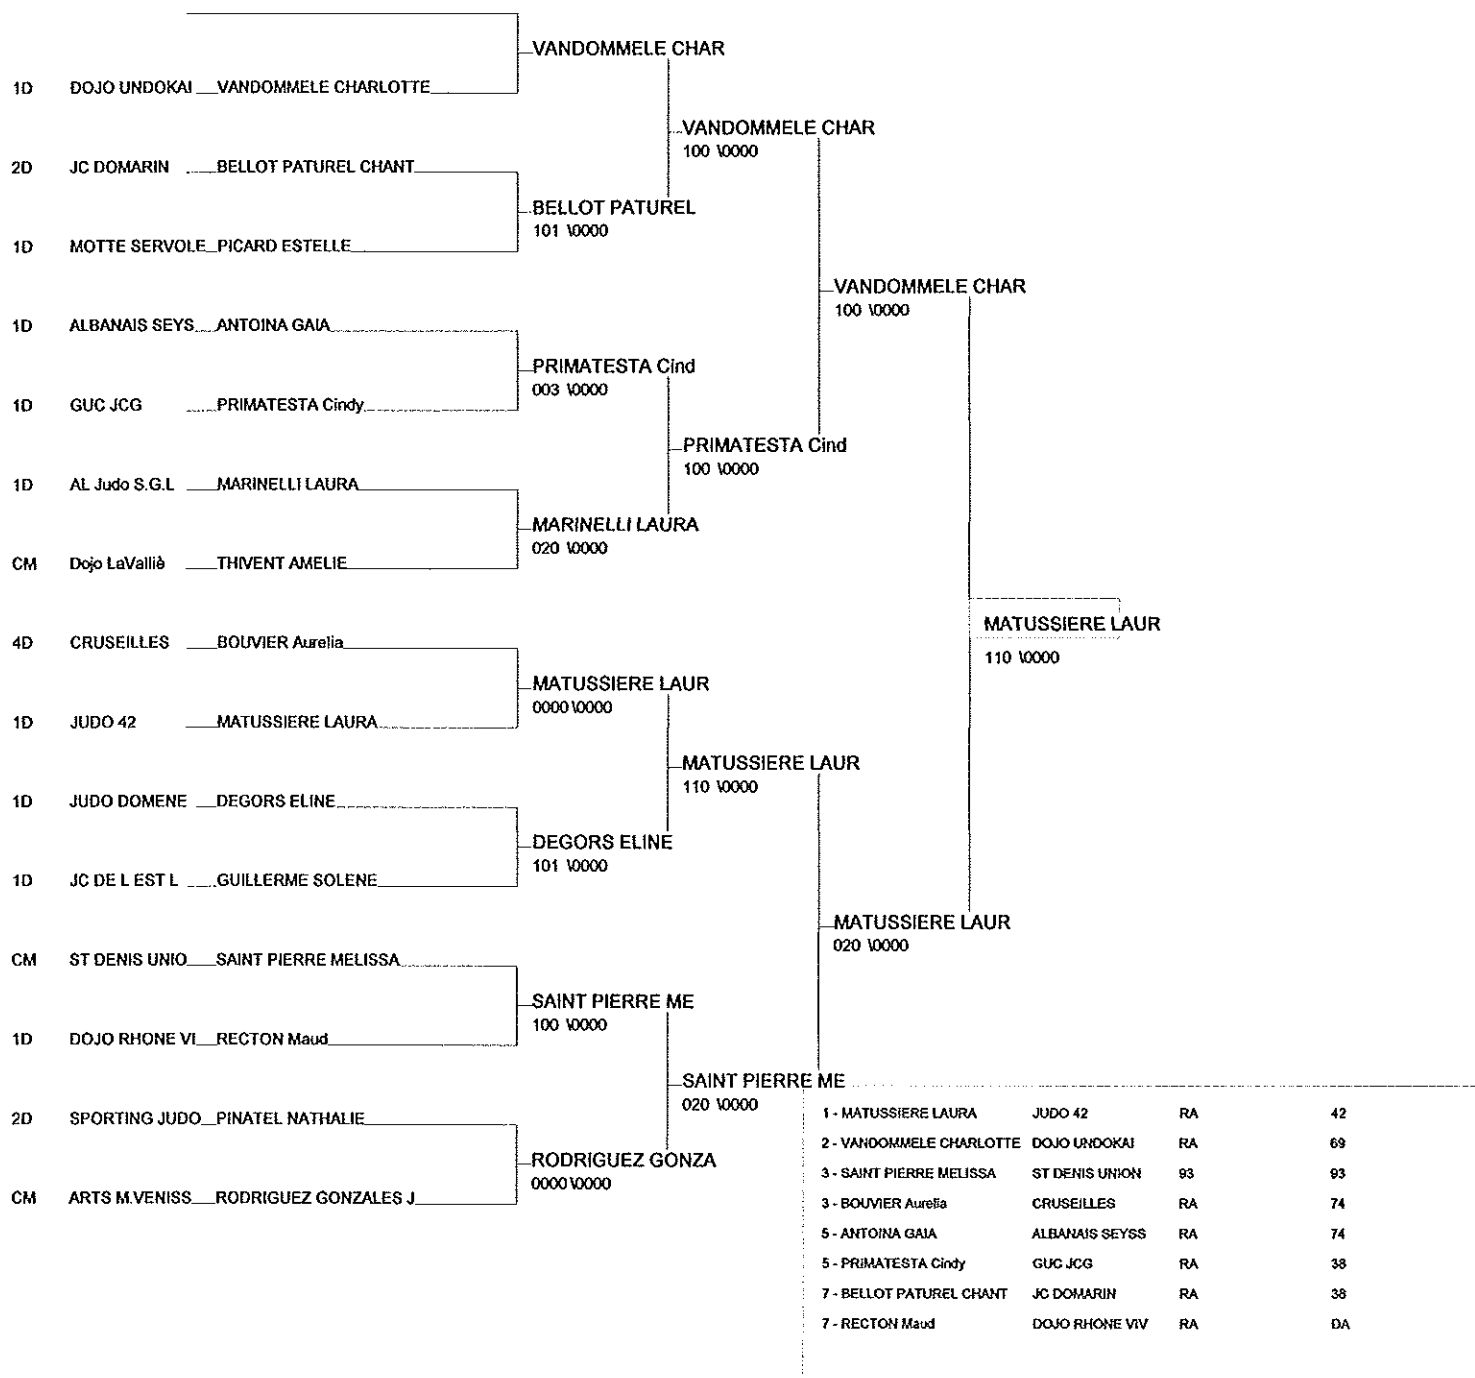 VANDOMMELE CHAR
1D DOJO UNDOKAI VANDOMMELE CHARLOTTE
VANDOMMELE CHAR
100 \0000
2D JC DOMARIN BELLOT PATUREL CHANT
BELLOT PATUREL
101 \0000
1D MOTTE SERVOLE PICARD ESTELLE
VANDOMMELE CHAR
100 \0000
1D ALBANAIS SEYS ANTOINA GAIA
PRIMATESTA Cind
003 \0000
1D GUC JCG PRIMATESTA Cindy
PRIMATESTA Cind
100 \0000
1D AL Judo S.G.L MARINELLI LAURA
MARINELLI LAURA
020 \0000
CM Dojo LaValliè THIVENT AMELIE
MATUSSIERE LAUR
110 \0000
4D CRUSEILLES BOUVIER Aurelia
MATUSSIERE LAUR
0000 \0000
1D JUDO 42 MATUSSIERE LAURA
MATUSSIERE LAUR
110 \0000
1D JUDO DOMENE DEGORS ELINE
DEGORS ELINE
101 \0000
1D JC DE L EST L GUILLERME SOLENE
MATUSSIERE LAUR
020 \0000
CM ST DENIS UNIO SAINT PIERRE MELISSA
SAINT PIERRE ME
100 \0000
1D DOJO RHONE VI RECTON Maud
SAINT PIERRE ME
020 \0000
2D SPORTING JUDO PINATEL NATHALIE
RODRIGUEZ GONZA
0000 \0000
CM ARTS M.VENISS RODRIGUEZ GONZALES J
1 - MATUSSIERE LAURA JUDO 42 RA 42
2 - VANDOMMELE CHARLOTTE DOJO UNDOKAI RA 69
3 - SAINT PIERRE MELISSA ST DENIS UNION 93 93
3 - BOUVIER Aurelia CRUSEILLES RA 74
5 - ANTOINA GAIA ALBANAIS SEYSS RA 74
5 - PRIMATESTA Cindy GUC JCG RA 38
7 - BELLOT PATUREL CHANT JC DOMARIN RA 38
7 - RECTON Maud DOJO RHONE VIV RA DA